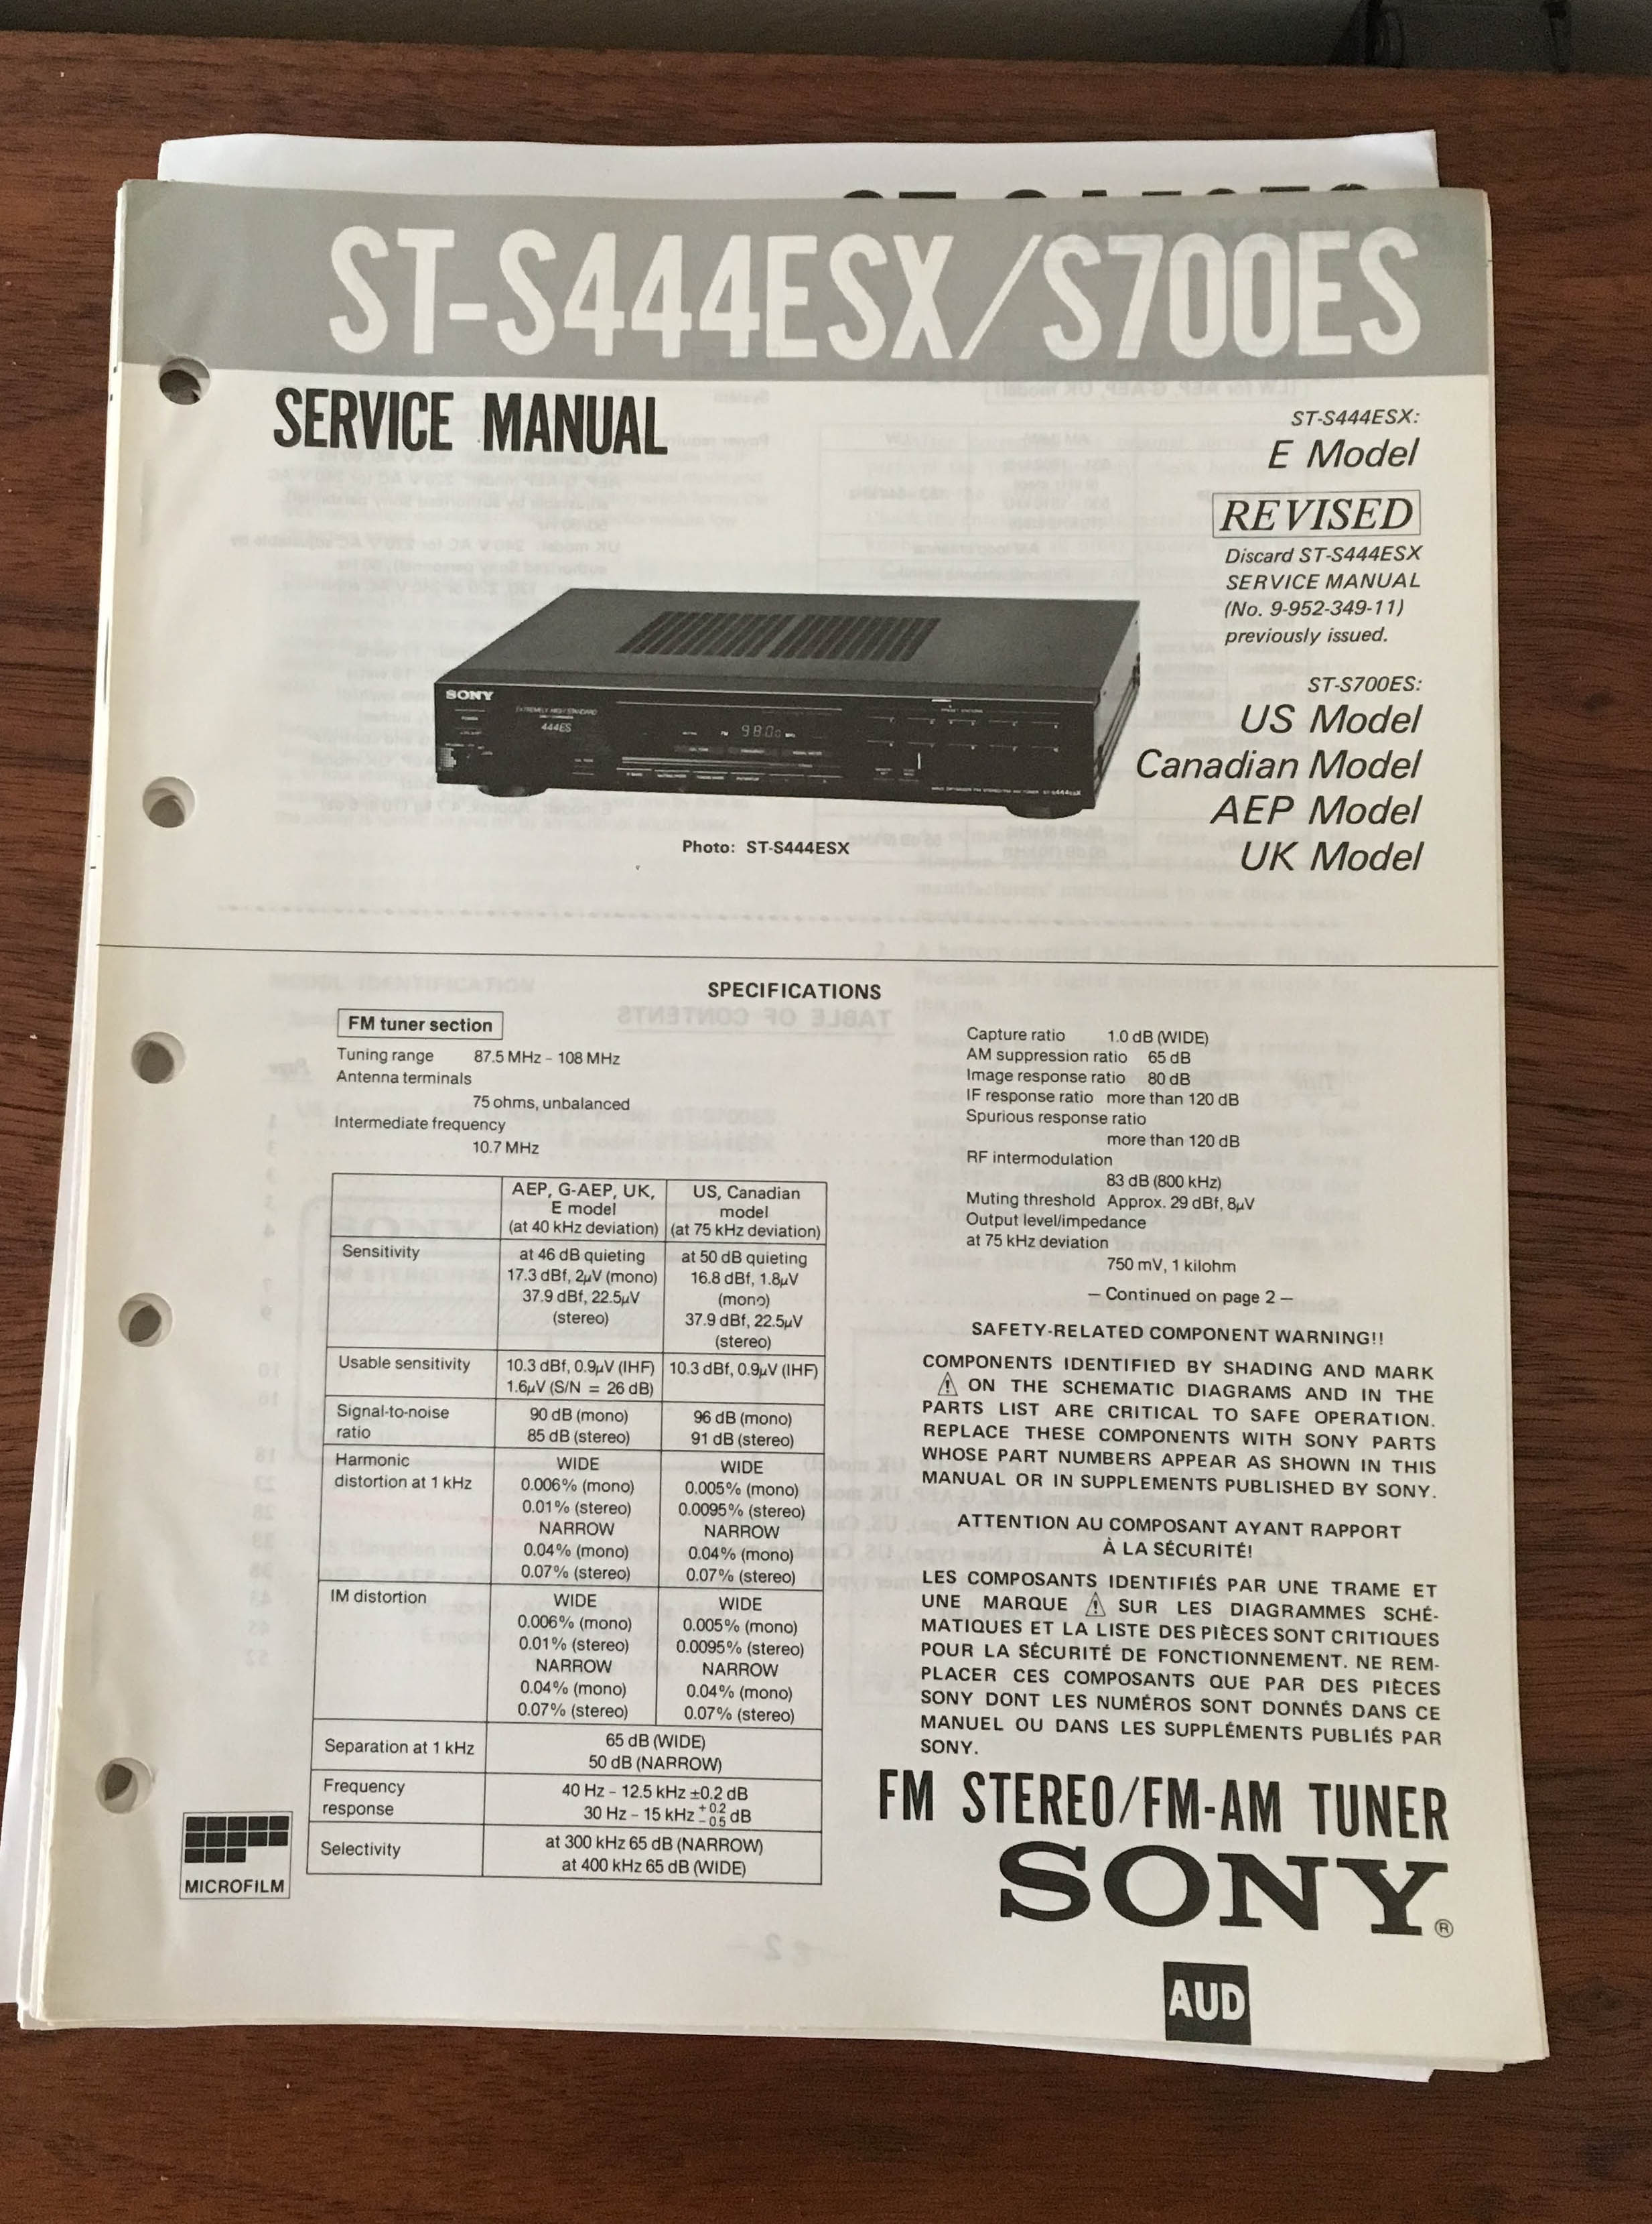 ST-S444ESX/S700ES
SERVICE MANUAL
ST-S444ESX:
E Model
REVISED
Discard ST-S444ESX
SERVICE MANUAL
(No. 9-952-349-11)
previously issued.
ST-S700ES:
US Model
Canadian Model
AEP Model
UK Model
SONY
EXTREMELY HIGH STANDARD
444ES
Photo: ST-S444ESX
SPECIFICATIONS
FM tuner section
Tuning range 87.5 MHz – 108 MHz
Antenna terminals
75 ohms, unbalanced
Intermediate frequency
10.7 MHz
AEP, G-AEP, UK,
E model
(at 40 kHz deviation)
US, Canadian
model
(at 75 kHz deviation)
Sensitivity
at 46 dB quieting
17.3 dBf, 2µV (mono)
37.9 dBf, 22.5µV
(stereo)
at 50 dB quieting
16.8 dBf, 1.8µV
(mono)
37.9 dBf, 22.5µV
(stereo)
Usable sensitivity
10.3 dBf, 0.9µV (IHF)
1.6µV (S/N = 26 dB)
10.3 dBf, 0.9µV (IHF)
Signal-to-noise
ratio
90 dB (mono)
85 dB (stereo)
96 dB (mono)
91 dB (stereo)
Harmonic
distortion at 1 kHz
WIDE
0.006% (mono)
0.01% (stereo)
NARROW
0.04% (mono)
0.07% (stereo)
WIDE
0.005% (mono)
0.0095% (stereo)
NARROW
0.04% (mono)
0.07% (stereo)
IM distortion
WIDE
0.006% (mono)
0.01% (stereo)
NARROW
0.04% (mono)
0.07% (stereo)
WIDE
0.005% (mono)
0.0095% (stereo)
NARROW
0.04% (mono)
0.07% (stereo)
Separation at 1 kHz
65 dB (WIDE)
50 dB (NARROW)
Frequency
response
40 Hz – 12.5 kHz ±0.2 dB
30 Hz – 15 kHz +0.2 −0.5 dB
Selectivity
at 300 kHz 65 dB (NARROW)
at 400 kHz 65 dB (WIDE)
MICROFILM
Capture ratio 1.0 dB (WIDE)
AM suppression ratio 65 dB
Image response ratio 80 dB
IF response ratio more than 120 dB
Spurious response ratio
more than 120 dB
RF intermodulation
83 dB (800 kHz)
Muting threshold Approx. 29 dBf, 8µV
Output level/impedance
at 75 kHz deviation
750 mV, 1 kilohm
— Continued on page 2 —
SAFETY-RELATED COMPONENT WARNING!!
COMPONENTS IDENTIFIED BY SHADING AND MARK
⚠ ON THE SCHEMATIC DIAGRAMS AND IN THE
PARTS LIST ARE CRITICAL TO SAFE OPERATION.
REPLACE THESE COMPONENTS WITH SONY PARTS
WHOSE PART NUMBERS APPEAR AS SHOWN IN THIS
MANUAL OR IN SUPPLEMENTS PUBLISHED BY SONY.
ATTENTION AU COMPOSANT AYANT RAPPORT
À LA SÉCURITÉ!
LES COMPOSANTS IDENTIFIÉS PAR UNE TRAME ET
UNE MARQUE ⚠ SUR LES DIAGRAMMES SCHÉ-
MATIQUES ET LA LISTE DES PIÈCES SONT CRITIQUES
POUR LA SÉCURITÉ DE FONCTIONNEMENT. NE REM-
PLACER CES COMPOSANTS QUE PAR DES PIÈCES
SONY DONT LES NUMÉROS SONT DONNÉS DANS CE
MANUEL OU DANS LES SUPPLÉMENTS PUBLIÉS PAR
SONY.
FM STEREO/FM-AM TUNER
SONY®
AUD